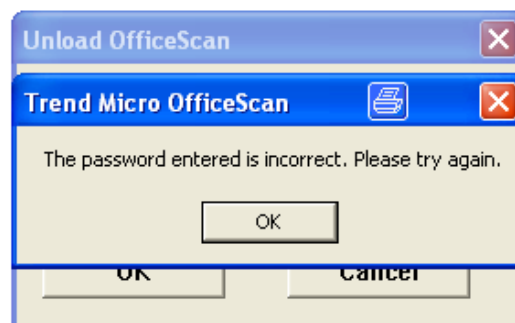 Unload OfficeScan
Trend Micro OfficeScan
The password entered is incorrect. Please try again.
OK
OK
Cancel